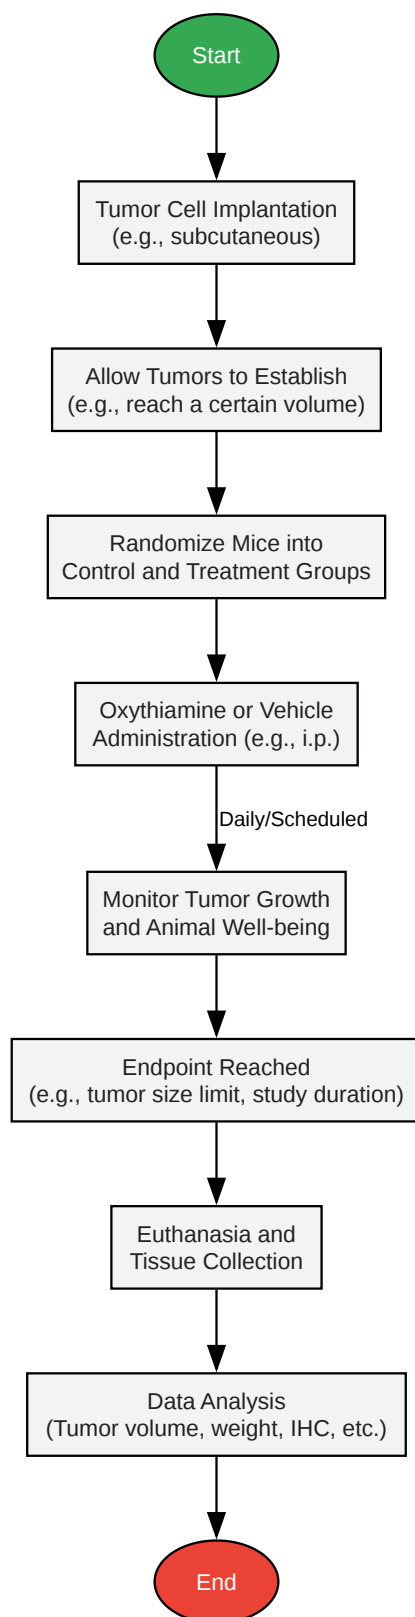 Start
Tumor Cell Implantation
(e.g., subcutaneous)
Allow Tumors to Establish
(e.g., reach a certain volume)
Randomize Mice into
Control and Treatment Groups
Oxythiamine or Vehicle
Administration (e.g., i.p.)
Daily/Scheduled
Monitor Tumor Growth
and Animal Well-being
Endpoint Reached
(e.g., tumor size limit, study duration)
Euthanasia and
Tissue Collection
Data Analysis
(Tumor volume, weight, IHC, etc.)
End